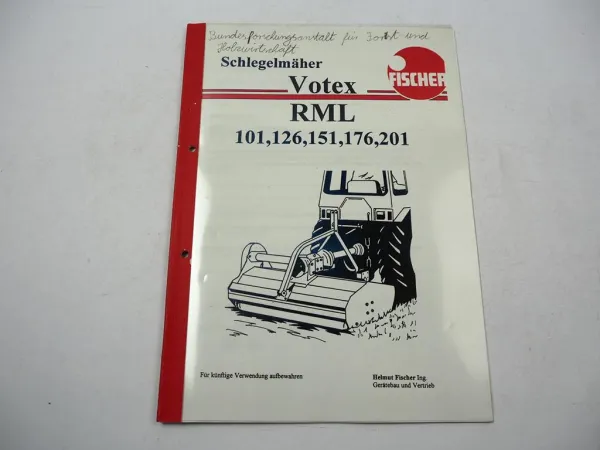 Bundesforschungsanstalt für Forst und
Holzwirtschaft
Schlegelmäher
FISCHER
Votex
RML
101,126,151,176,201
Für künftige Verwendung aufbewahren
Helmut Fischer Ing.
Gerätebau und Vertrieb